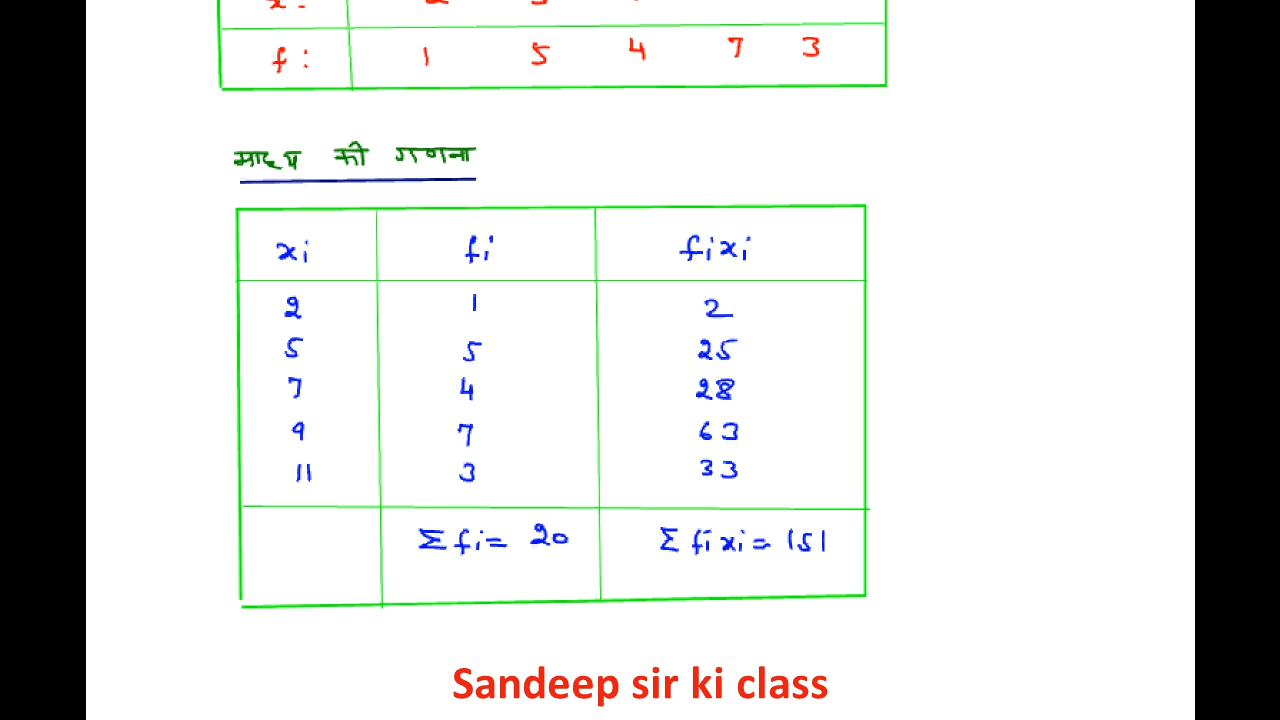 f : 1 5 4 7 3
माध्य की गणना
xi fi fixi
2 1 2
5 5 25
7 4 28
9 7 63
11 3 33
Σfi = 20 Σfixi = 151
Sandeep sir ki class